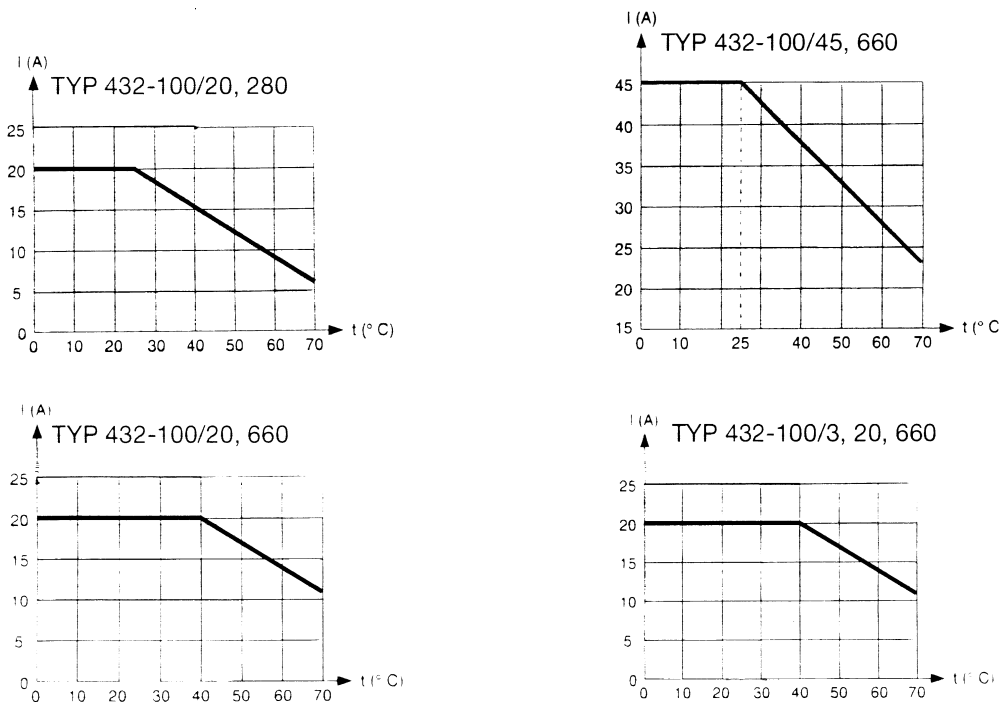 I (A)
TYP 432-100/20, 280
25
20
15
10
5
0
0 10 20 30 40 50 60 70
t (° C)
I (A)
TYP 432-100/45, 660
45
40
35
30
25
20
15
0 10 25 40 50 60 70
t (° C
I (A)
TYP 432-100/20, 660
25
20
15
10
5
0
0 10 20 30 40 50 60 70
t (° C)
I (A)
TYP 432-100/3, 20, 660
25
20
15
10
5
0
0 10 20 30 40 50 60 70
t (° C)